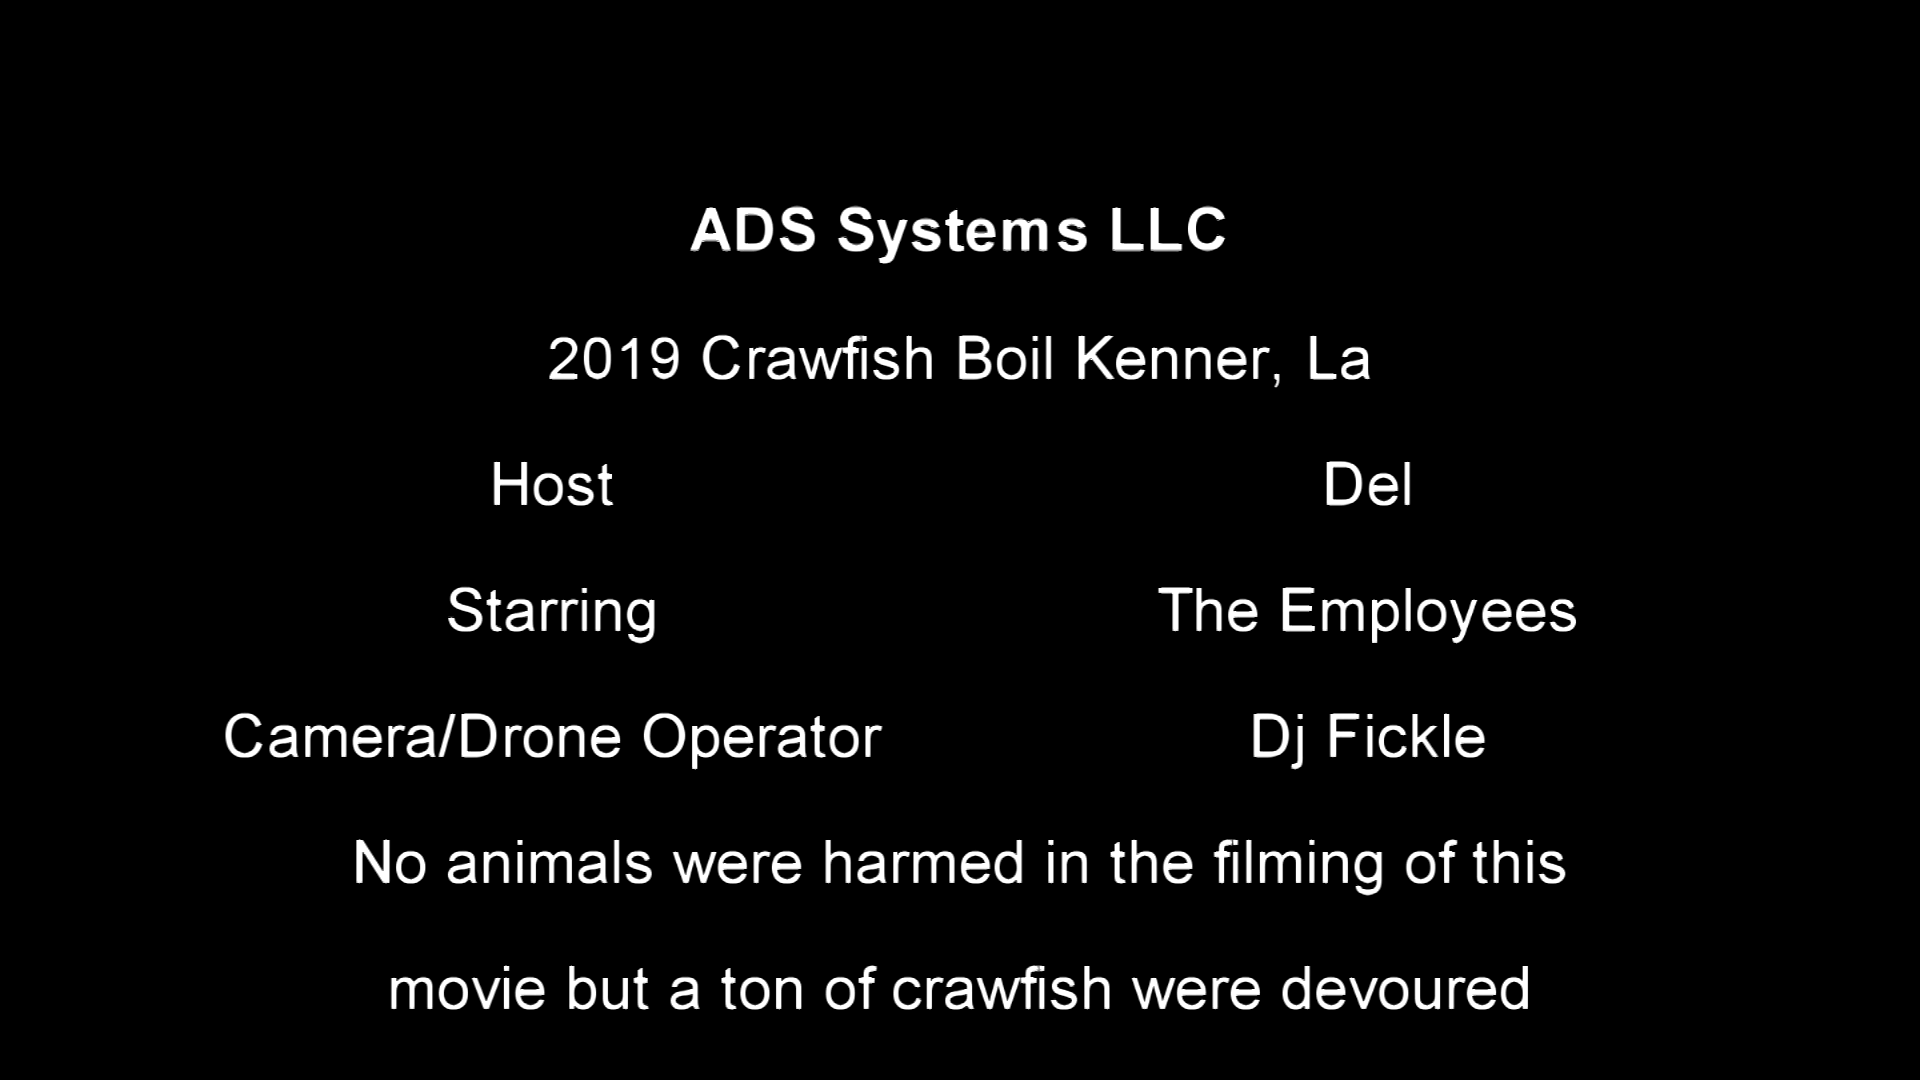 ADS Systems LLC
2019 Crawfish Boil Kenner, La
Host Del
Starring The Employees
Camera/Drone Operator Dj Fickle
No animals were harmed in the filming of this
movie but a ton of crawfish were devoured